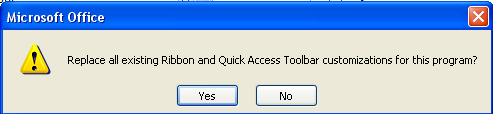 Microsoft Office
Replace all existing Ribbon and Quick Access Toolbar customizations for this program?
Yes No